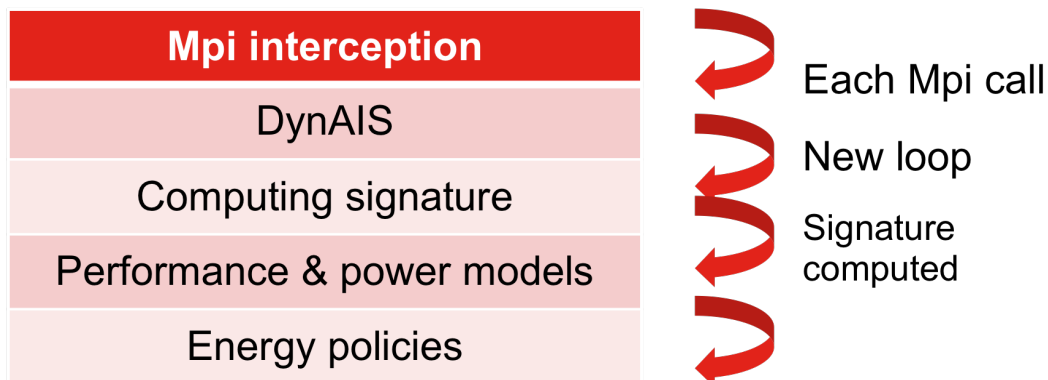 Mpi interception
DynAIS
Computing signature
Performance & power models
Energy policies
Each Mpi call
New loop
Signature
computed